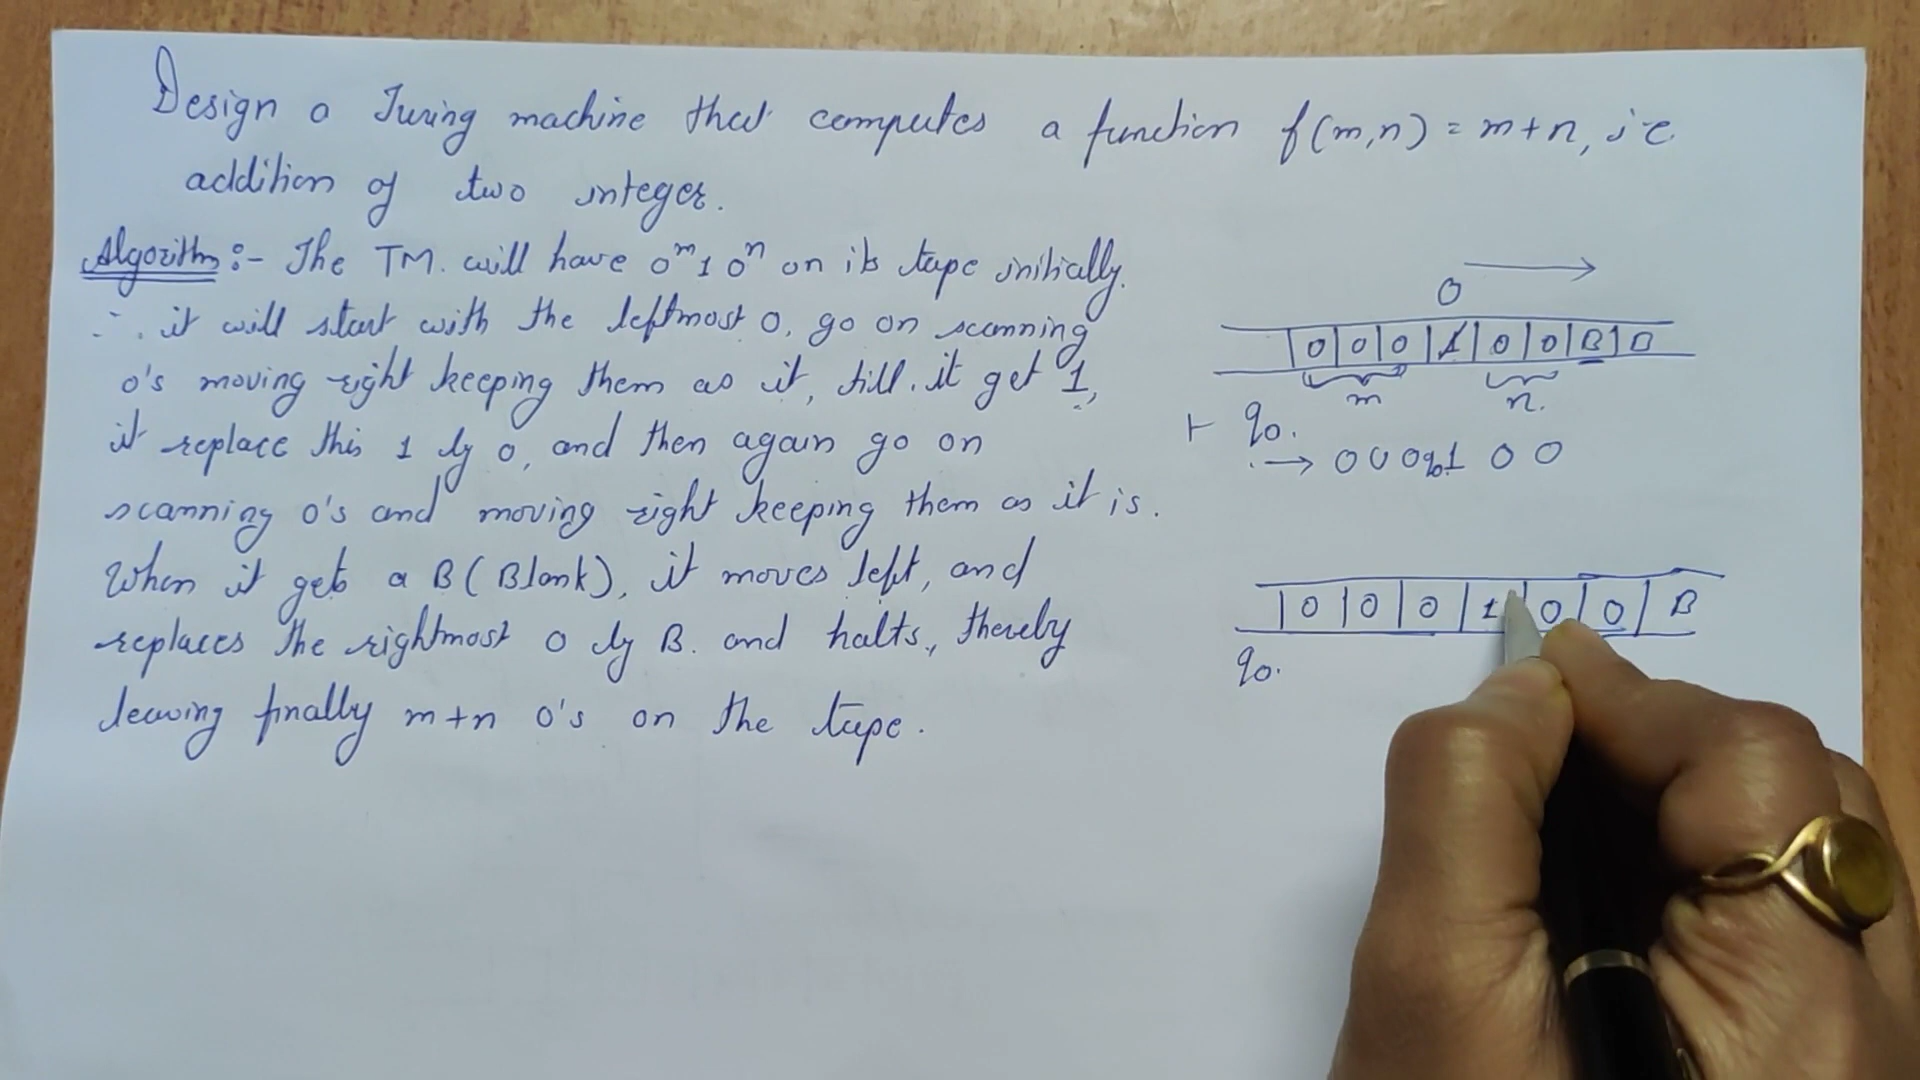 Design a Turing machine that computes a function f(m,n) = m+n, i.e
addition of two integer.
Algorithm :- The TM. will have 0^m 1 0^n on its tape initially.
∴ it will start with the leftmost 0, go on scanning
0's moving right keeping them as it, till. it get 1,
it replace this 1 by 0, and then again go on
scanning 0's and moving right keeping them as it is.
When it gets a B (Blank), it moves left, and
replaces the rightmost 0 by B. and halts, thereby
leaving finally m+n 0's on the tape.
0 →
0 0 0 1 0 0 B B
m n.
⊢ q0.
→ 0 0 0 q0 1 0 0
0 0 0 1 0 0 B
q0.